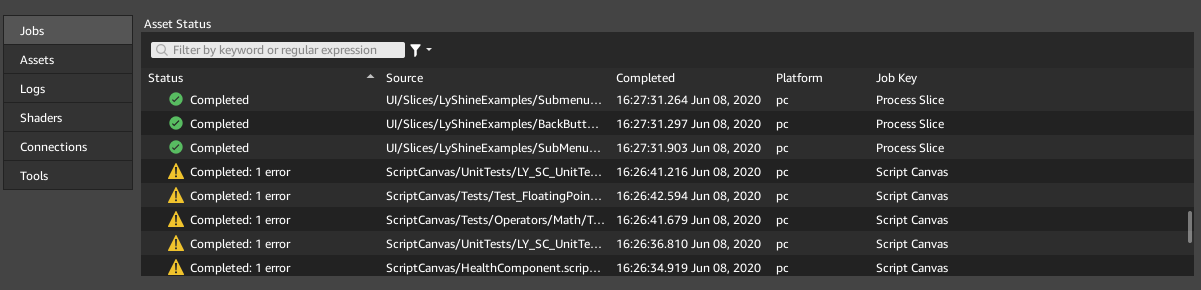 Jobs
Assets
Logs
Shaders
Connections
Tools
Asset Status
Filter by keyword or regular expression
Status Source Completed Platform Job Key
Completed UI/Slices/LyShineExamples/Submenu... 16:27:31.264 Jun 08, 2020 pc Process Slice
Completed UI/Slices/LyShineExamples/BackButt... 16:27:31.297 Jun 08, 2020 pc Process Slice
Completed UI/Slices/LyShineExamples/SubMenu... 16:27:31.903 Jun 08, 2020 pc Process Slice
Completed: 1 error ScriptCanvas/UnitTests/LY_SC_UnitTe... 16:26:41.216 Jun 08, 2020 pc Script Canvas
Completed: 1 error ScriptCanvas/Tests/Test_FloatingPoin... 16:26:42.594 Jun 08, 2020 pc Script Canvas
Completed: 1 error ScriptCanvas/Tests/Operators/Math/T... 16:26:41.679 Jun 08, 2020 pc Script Canvas
Completed: 1 error ScriptCanvas/UnitTests/LY_SC_UnitTe... 16:26:36.810 Jun 08, 2020 pc Script Canvas
Completed: 1 error ScriptCanvas/HealthComponent.scrip... 16:26:34.919 Jun 08, 2020 pc Script Canvas